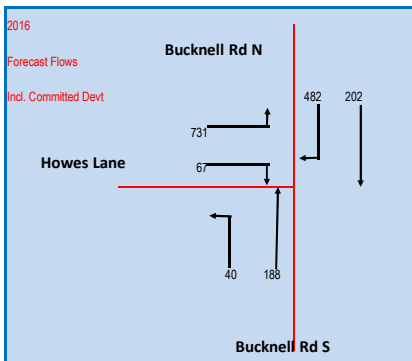 2016
Bucknell Rd N
Forecast Flows
Incl. Committed Devt
482
202
731
Howes Lane
67
40
188
Bucknell Rd S